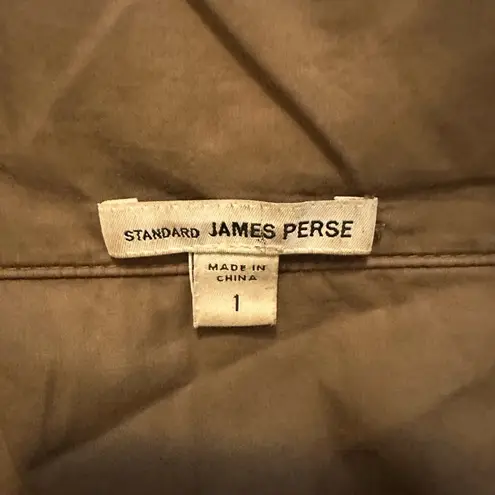 STANDARD JAMES PERSE
MADE IN
CHINA
1